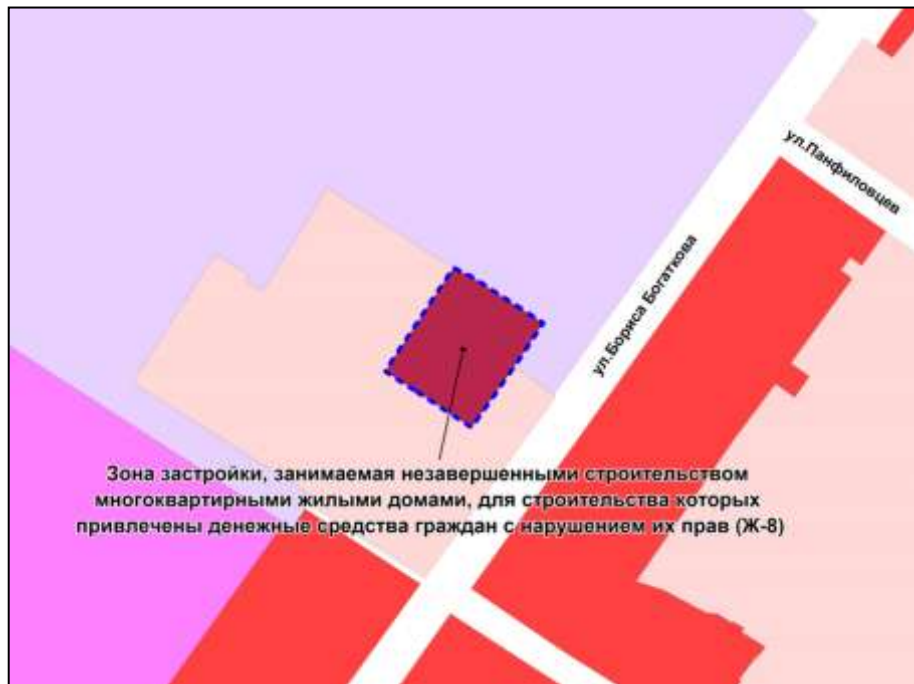 ул.Панфиловцев
ул.Бориса Богаткова
Зона застройки, занимаемая незавершенными строительством
многоквартирными жилыми домами, для строительства которых
привлечены денежные средства граждан с нарушением их прав (Ж-8)